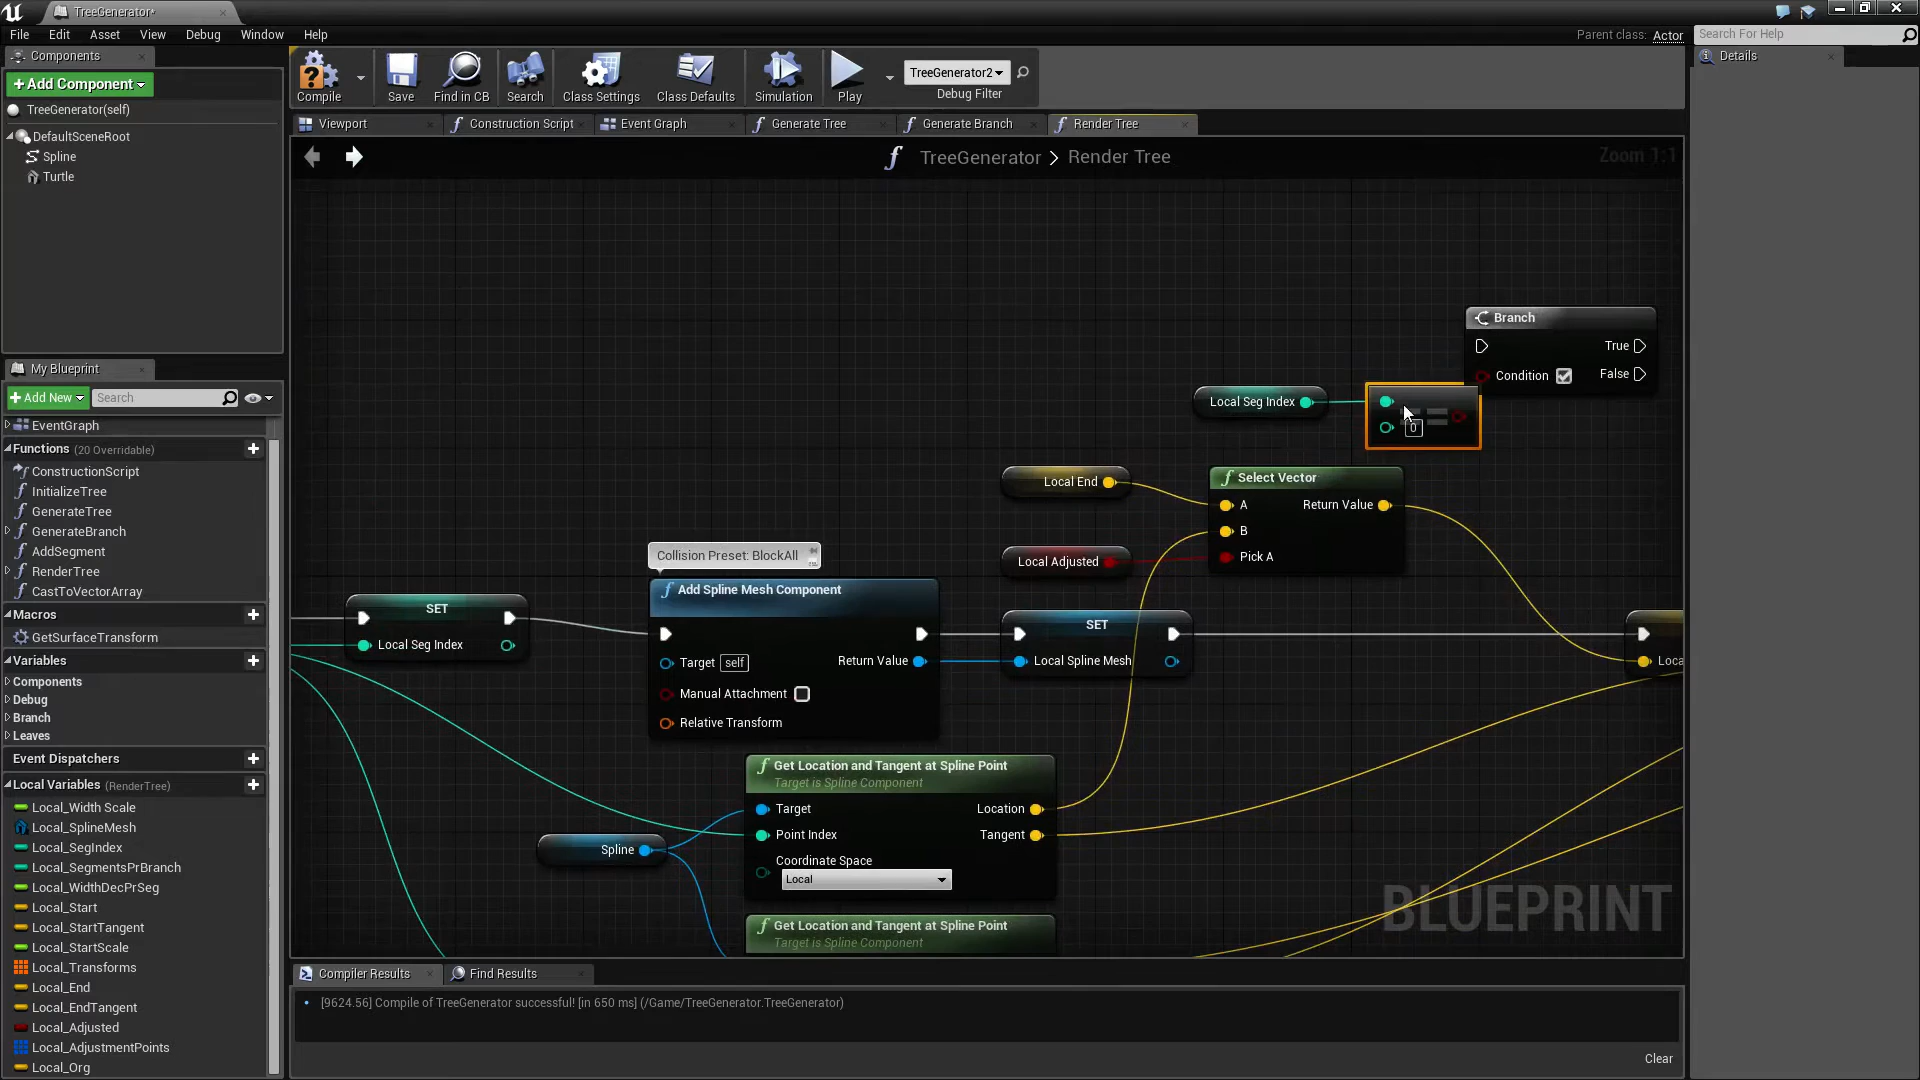 TreeGenerator*
File Edit Asset View Debug Window Help
Parent class: Actor
Search For Help
Components
Details
+Add Component
TreeGenerator(self)
DefaultSceneRoot
Spline
Turtle
Compile
Save
Find in CB
Search
Class Settings
Class Defaults
Simulation
Play
TreeGenerator2
Debug Filter
Viewport
Construction Script
Event Graph
Generate Tree
Generate Branch
Render Tree
TreeGenerator > Render Tree
Zoom 1:1
My Blueprint
+Add New
Search
EventGraph
Functions (20 Overridable)
ConstructionScript
InitializeTree
GenerateTree
GenerateBranch
AddSegment
RenderTree
CastToVectorArray
Macros
GetSurfaceTransform
Variables
Components
Debug
Branch
Leaves
Event Dispatchers
Local Variables (RenderTree)
Local_Width Scale
Local_SplineMesh
Local_SegIndex
Local_SegmentsPrBranch
Local_WidthDecPrSeg
Local_Start
Local_StartTangent
Local_StartScale
Local_Transforms
Local_End
Local_EndTangent
Local_Adjusted
Local_AdjustmentPoints
Local_Org
Branch
True
Condition
False
Local Seg Index
==
0
Local End
Select Vector
A
Return Value
B
Pick A
Local Adjusted
Collision Preset: BlockAll
SET
Local Seg Index
Add Spline Mesh Component
Target self
Return Value
Manual Attachment
Relative Transform
SET
Local Spline Mesh
Loca
Get Location and Tangent at Spline Point
Target is Spline Component
Target
Location
Point Index
Tangent
Coordinate Space
Local
Spline
Get Location and Tangent at Spline Point
Target is Spline Component
BLUEPRINT
Compiler Results
Find Results
[9624.56] Compile of TreeGenerator successful! [in 650 ms] (/Game/TreeGenerator.TreeGenerator)
Clear